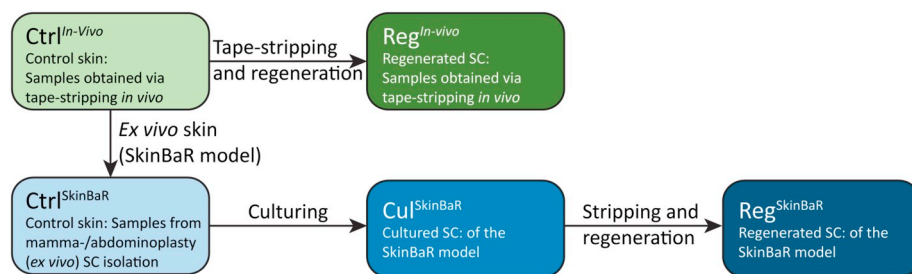 Ctrl^In-Vivo
Control skin:
Samples obtained via
tape-stripping in vivo
Tape-stripping
and regeneration
Reg^In-vivo
Regenerated SC:
Samples obtained via
tape-stripping in vivo
Ex vivo skin
(SkinBaR model)
Ctrl^SkinBaR
Control skin: Samples from
mamma-/abdominoplasty
(ex vivo) SC isolation
Culturing
Cul^SkinBaR
Cultured SC: of the
SkinBaR model
Stripping and
regeneration
Reg^SkinBaR
Regenerated SC: of the
SkinBaR model